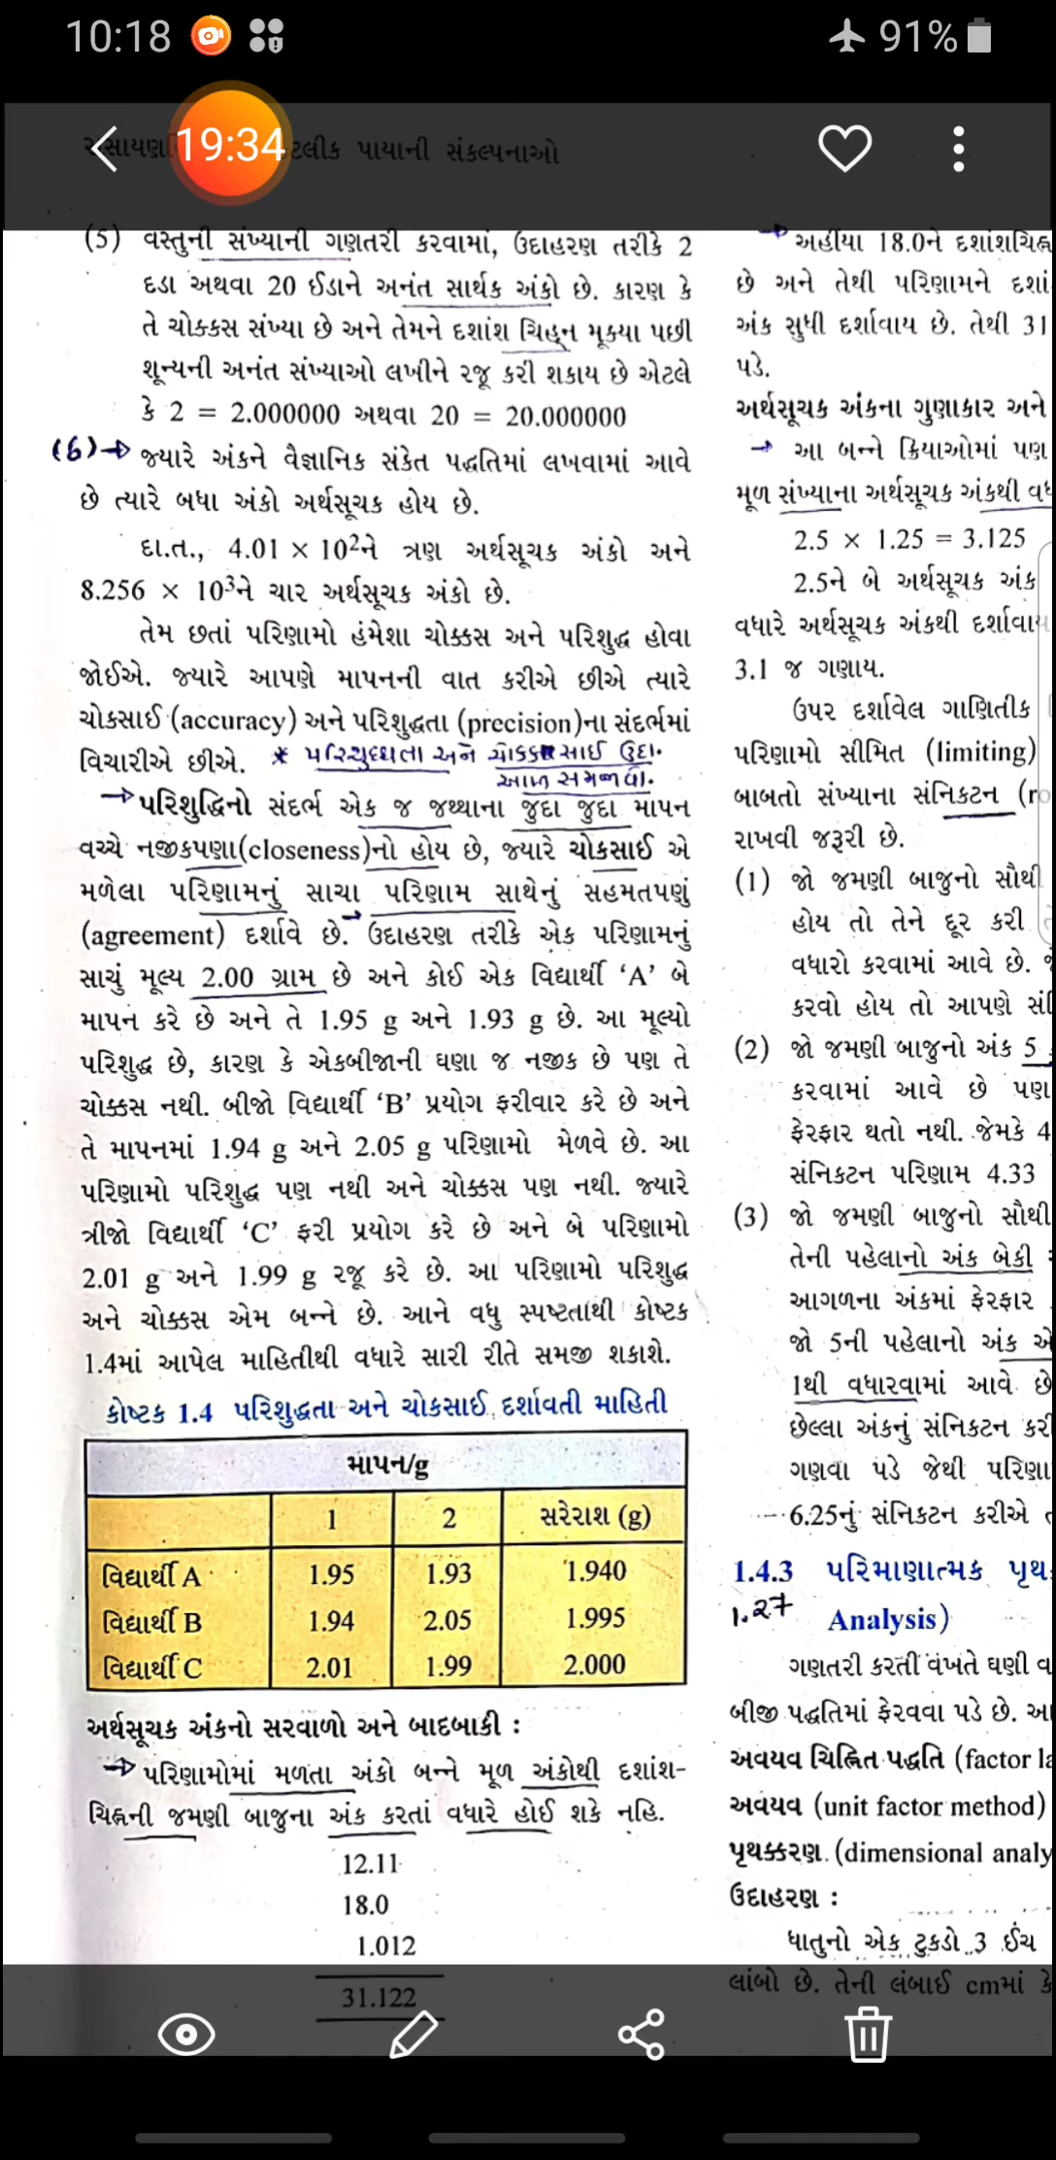 10:18
91%
19:34
પાયાની સંકલ્પનાઓ
(5) વસ્તુની સંખ્યાની ગણતરી કરવામાં, ઉદાહરણ તરીકે 2
દડા અથવા 20 ઈંડાને અનંત સાર્થક અંકો છે. કારણ કે
તે ચોક્કસ સંખ્યા છે અને તેમને દશાંશ ચિહ્ન મૂક્યા પછી
શૂન્યની અનંત સંખ્યાઓ લખીને રજૂ કરી શકાય છે એટલે
કે 2 = 2.000000 અથવા 20 = 20.000000
(6)→ જ્યારે અંકને વૈજ્ઞાનિક સંકેત પદ્ધતિમાં લખવામાં આવે
છે ત્યારે બધા અંકો અર્થસૂચક હોય છે.
દા.ત., 4.01 × 10²ને ત્રણ અર્થસૂચક અંકો અને
8.256 × 10³ને ચાર અર્થસૂચક અંકો છે.
તેમ છતાં પરિણામો હંમેશા ચોક્કસ અને પરિશુદ્ધ હોવા
જોઈએ. જ્યારે આપણે માપનની વાત કરીએ છીએ ત્યારે
ચોકસાઈ (accuracy) અને પરિશુદ્ધતા (precision)ના સંદર્ભમાં
વિચારીએ છીએ. * પરિશુદ્ધતા અને ચોક્કસાઈ ઉદા.
આપી સમજાવો.
→પરિશુદ્ધિનો સંદર્ભ એક જ જથ્થાના જુદા જુદા માપન
વચ્ચે નજીકપણા(closeness)નો હોય છે, જ્યારે ચોકસાઈ એ
મળેલા પરિણામનું સાચા પરિણામ સાથેનું સહમતપણું
(agreement) દર્શાવે છે. ઉદાહરણ તરીકે એક પરિણામનું
સાચું મૂલ્ય 2.00 ગ્રામ છે અને કોઈ એક વિદ્યાર્થી ‘A’ બે
માપન કરે છે અને તે 1.95 g અને 1.93 g છે. આ મૂલ્યો
પરિશુદ્ધ છે, કારણ કે એકબીજાની ઘણા જ નજીક છે પણ તે
ચોક્કસ નથી. બીજો વિદ્યાર્થી ‘B’ પ્રયોગ ફરીવાર કરે છે અને
તે માપનમાં 1.94 g અને 2.05 g પરિણામો મેળવે છે. આ
પરિણામો પરિશુદ્ધ પણ નથી અને ચોક્કસ પણ નથી. જ્યારે
ત્રીજો વિદ્યાર્થી ‘C’ ફરી પ્રયોગ કરે છે અને બે પરિણામો
2.01 g અને 1.99 g રજૂ કરે છે. આ પરિણામો પરિશુદ્ધ
અને ચોક્કસ એમ બન્ને છે. આને વધુ સ્પષ્ટતાથી કોષ્ટક
1.4માં આપેલ માહિતીથી વધારે સારી રીતે સમજી શકાશે.
કોષ્ટક 1.4 પરિશુદ્ધતા અને ચોકસાઈ દર્શાવતી માહિતી
માપન/g
1 2 સરેરાશ (g)
વિદ્યાર્થી A 1.95 1.93 1.940
વિદ્યાર્થી B 1.94 2.05 1.995
વિદ્યાર્થી C 2.01 1.99 2.000
અર્થસૂચક અંકનો સરવાળો અને બાદબાકી :
→ પરિણામોમાં મળતા અંકો બન્ને મૂળ અંકોથી દશાંશ-
ચિહ્નની જમણી બાજુના અંક કરતાં વધારે હોઈ શકે નહિ.
12.11
18.0
1.012
31.122
→ અહીંયા 18.0ને દશાંશચિહ્ન
છે અને તેથી પરિણામને દશાં
અંક સુધી દર્શાવાય છે. તેથી 31
પડે.
અર્થસૂચક અંકના ગુણાકાર અને
→ આ બન્ને ક્રિયાઓમાં પણ
મૂળ સંખ્યાના અર્થસૂચક અંકથી વધ
2.5 × 1.25 = 3.125
2.5ને બે અર્થસૂચક અંક
વધારે અર્થસૂચક અંકથી દર્શાવાય
3.1 જ ગણાય.
ઉપર દર્શાવેલ ગાણિતીક
પરિણામો સીમિત (limiting)
બાબતો સંખ્યાના સંનિકટન (ro
રાખવી જરૂરી છે.
(1) જો જમણી બાજુનો સૌથી
હોય તો તેને દૂર કરી
વધારો કરવામાં આવે છે.
કરવો હોય તો આપણે સં
(2) જો જમણી બાજુનો અંક 5
કરવામાં આવે છે પણ
ફેરફાર થતો નથી. જેમકે 4
સંનિકટન પરિણામ 4.33
(3) જો જમણી બાજુનો સૌથી
તેની પહેલાનો અંક બેકી
આગળના અંકમાં ફેરફાર
જો 5ની પહેલાનો અંક એ
1થી વધારવામાં આવે છે
છેલ્લા અંકનું સંનિકટન કરી
ગણવા પડે જેથી પરિણા
6.25નું સંનિકટન કરીએ ત
1.4.3 પરિમાણાત્મક પૃથ
1.27 Analysis)
ગણતરી કરતી વખતે ઘણી વ
બીજી પદ્ધતિમાં ફેરવવા પડે છે. આ
અવયવ ચિહ્નિત પદ્ધતિ (factor la
અવયવ (unit factor method)
પૃથક્કરણ (dimensional analy
ઉદાહરણ :
ધાતુનો એક ટુકડો 3 ઈંચ
લાંબો છે. તેની લંબાઈ cmમાં કે